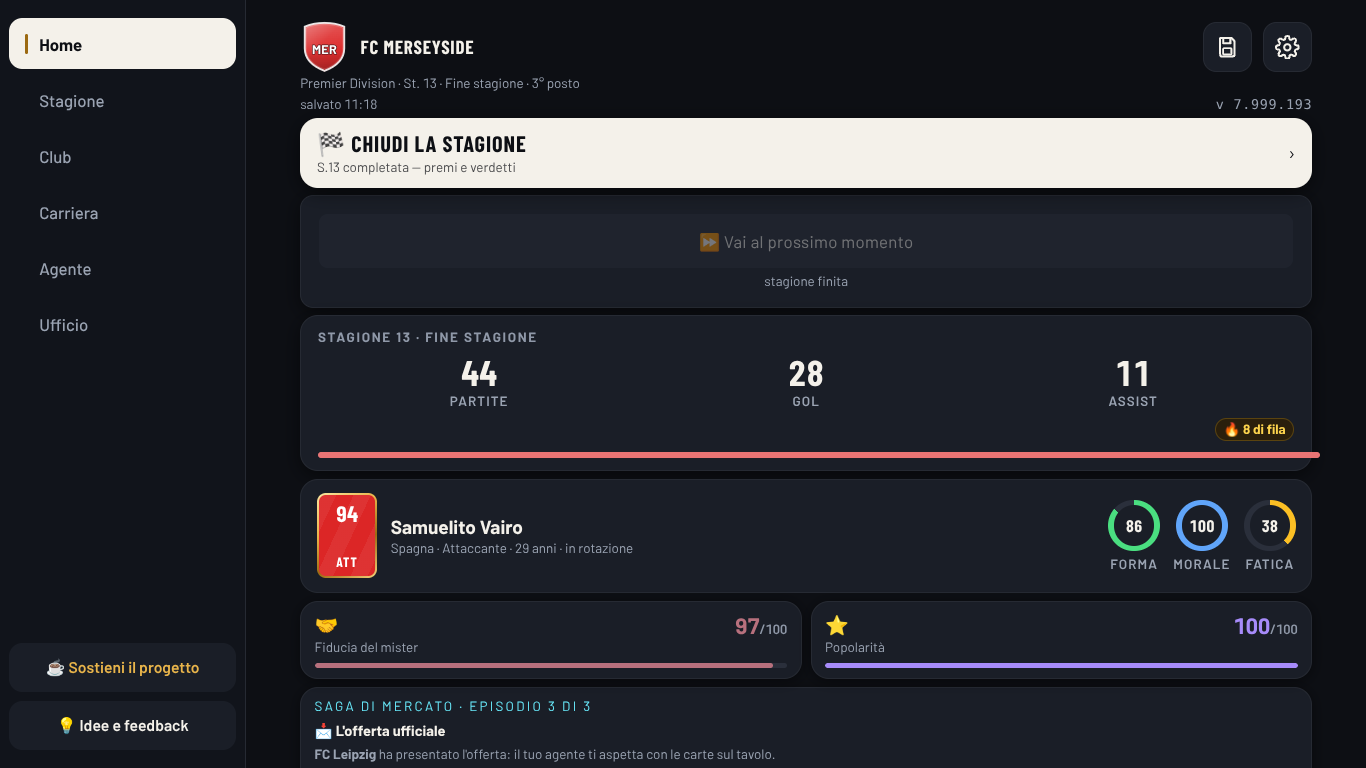 Home
Stagione
Club
Carriera
Agente
Ufficio
☕ Sostieni il progetto
💡 Idee e feedback
MER
FC MERSEYSIDE
Premier Division · St. 13 · Fine stagione · 3° posto
salvato 11:18
v 7.999.193
🏁 CHIUDI LA STAGIONE
S.13 completata — premi e verdetti
›
⏩ Vai al prossimo momento
stagione finita
STAGIONE 13 · FINE STAGIONE
44
PARTITE
28
GOL
11
ASSIST
🔥 8 di fila
94
ATT
Samuelito Vairo
Spagna · Attaccante · 29 anni · in rotazione
86
FORMA
100
MORALE
38
FATICA
🤝
97/100
Fiducia del mister
⭐
100/100
Popolarità
SAGA DI MERCATO · EPISODIO 3 DI 3
📩 L'offerta ufficiale
FC Leipzig ha presentato l'offerta: il tuo agente ti aspetta con le carte sul tavolo.